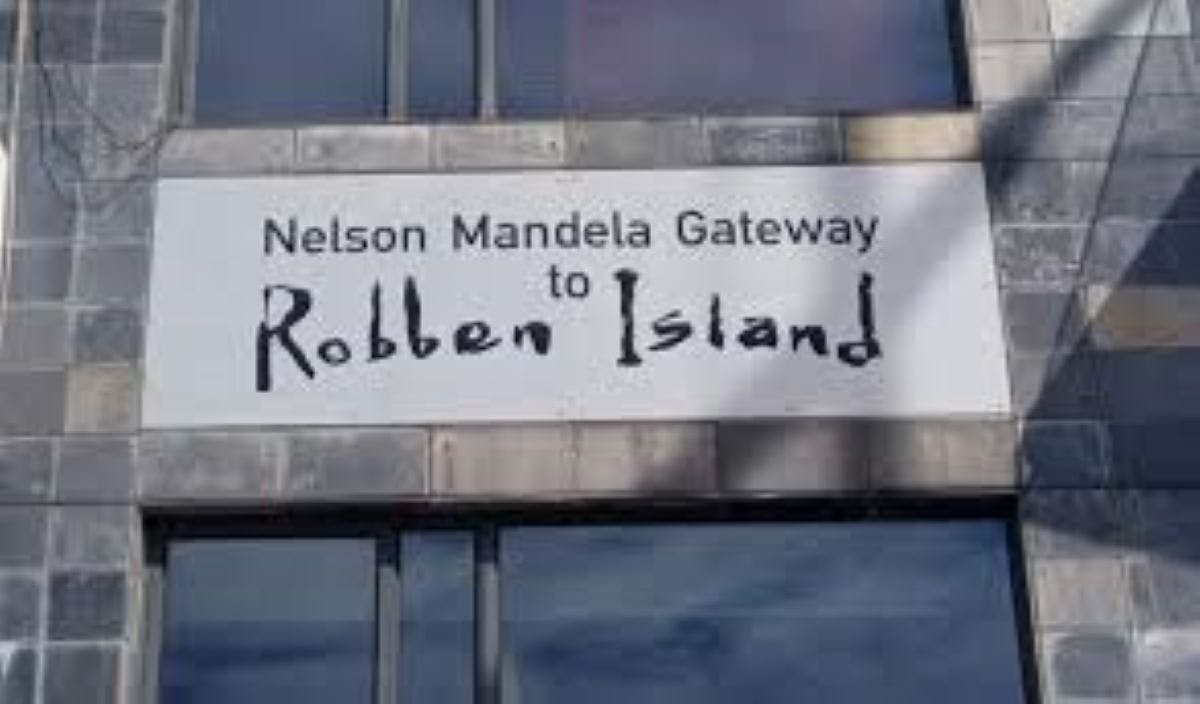 Nelson Mandela Gateway
to
Robben Island